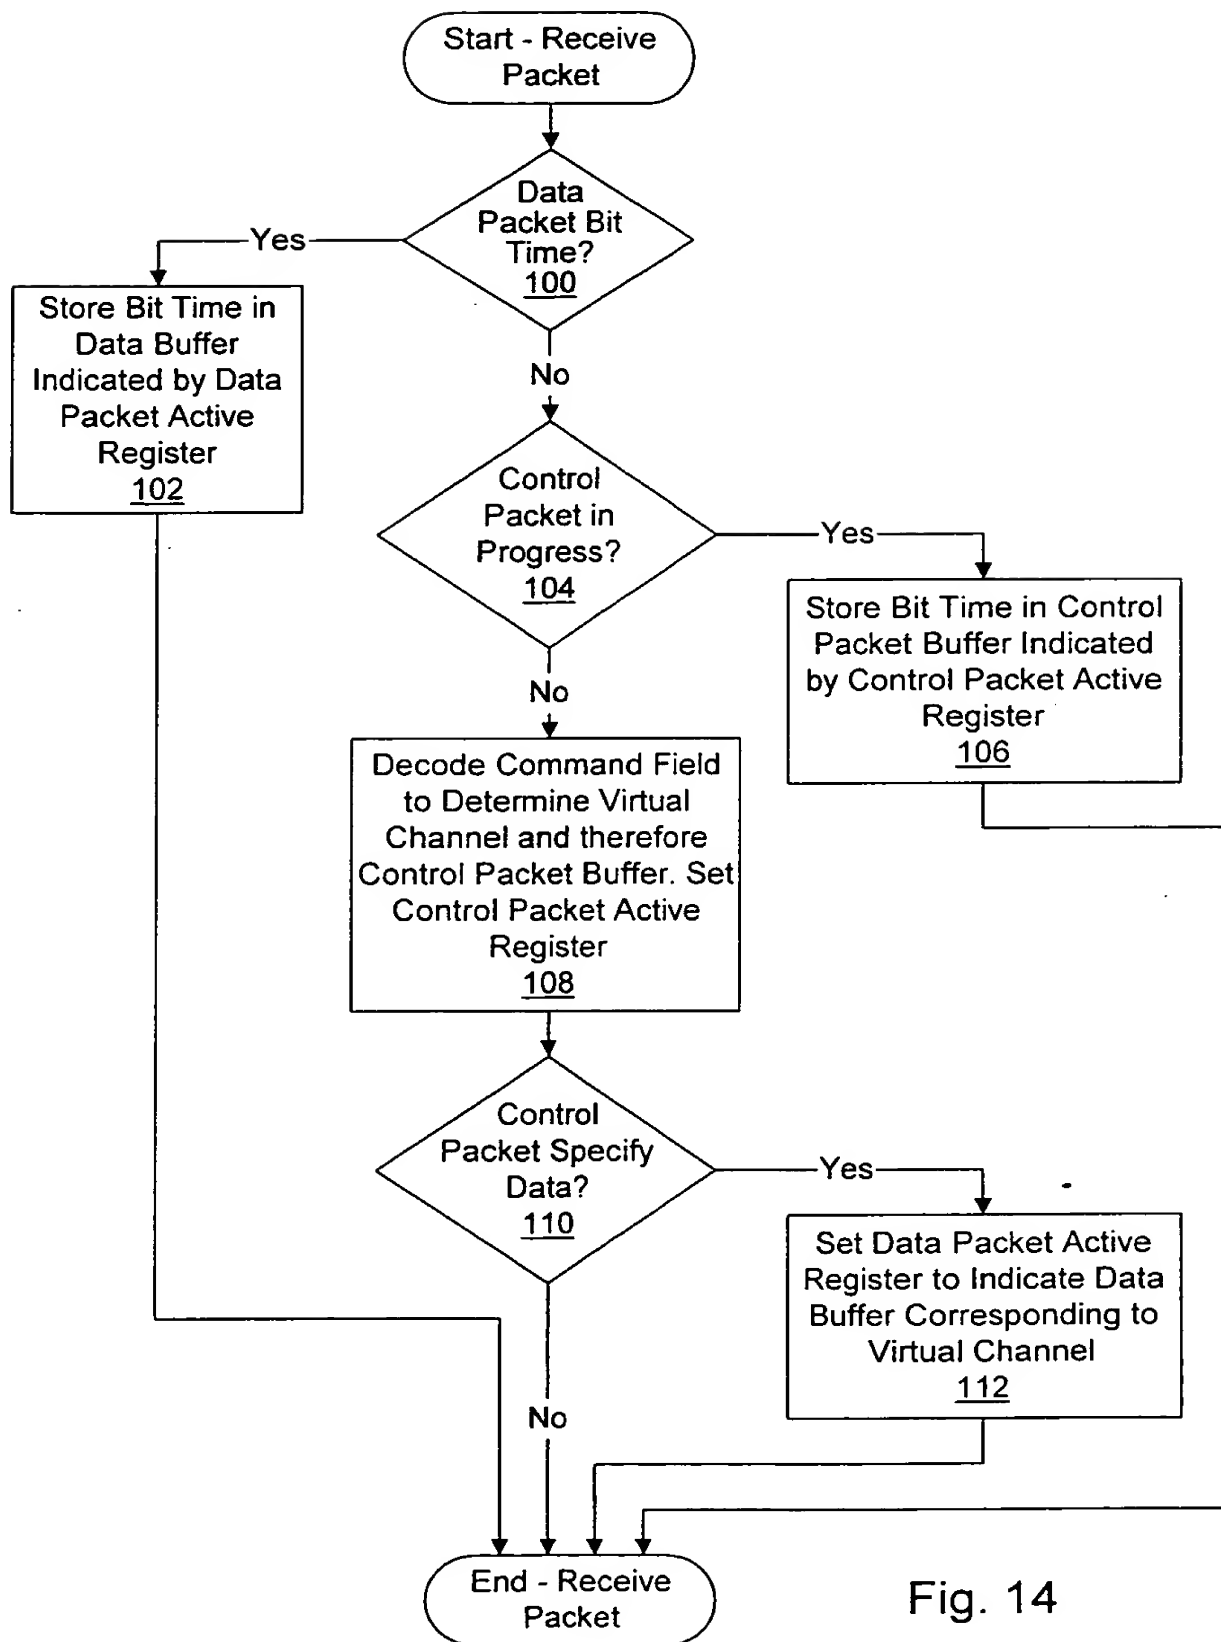 Start - Receive
Packet
Data
Packet Bit
Time?
100
Yes
Store Bit Time in
Data Buffer
Indicated by Data
Packet Active
Register
102
No
Control
Packet in
Progress?
104
Yes
Store Bit Time in Control
Packet Buffer Indicated
by Control Packet Active
Register
106
No
Decode Command Field
to Determine Virtual
Channel and therefore
Control Packet Buffer. Set
Control Packet Active
Register
108
Control
Packet Specify
Data?
110
Yes
Set Data Packet Active
Register to Indicate Data
Buffer Corresponding to
Virtual Channel
112
No
End - Receive
Packet
Fig. 14